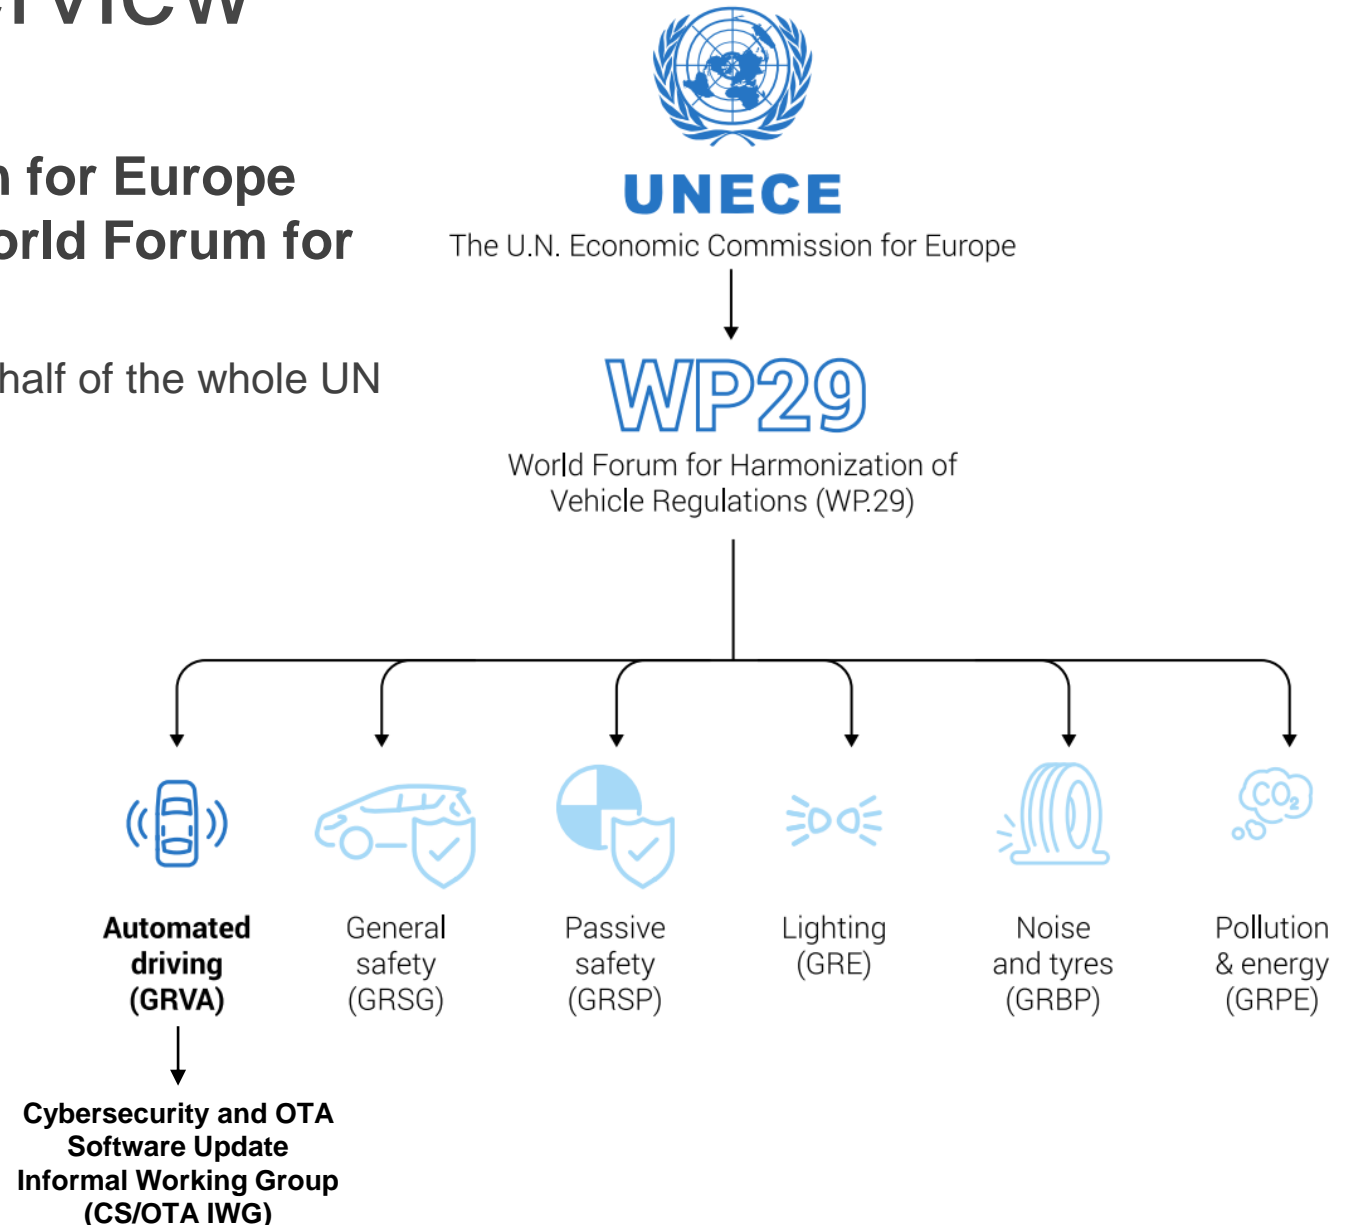 n for Europe
orld Forum for
half of the whole UN
UNECE
The U.N. Economic Commission for Europe
WP29
World Forum for Harmonization of
Vehicle Regulations (WP.29)
CO2
Automated
driving
(GRVA)
General
safety
(GRSG)
Passive
safety
(GRSP)
Lighting
(GRE)
Noise
and tyres
(GRBP)
Pollution
& energy
(GRPE)
Cybersecurity and OTA
Software Update
Informal Working Group
(CS/OTA IWG)